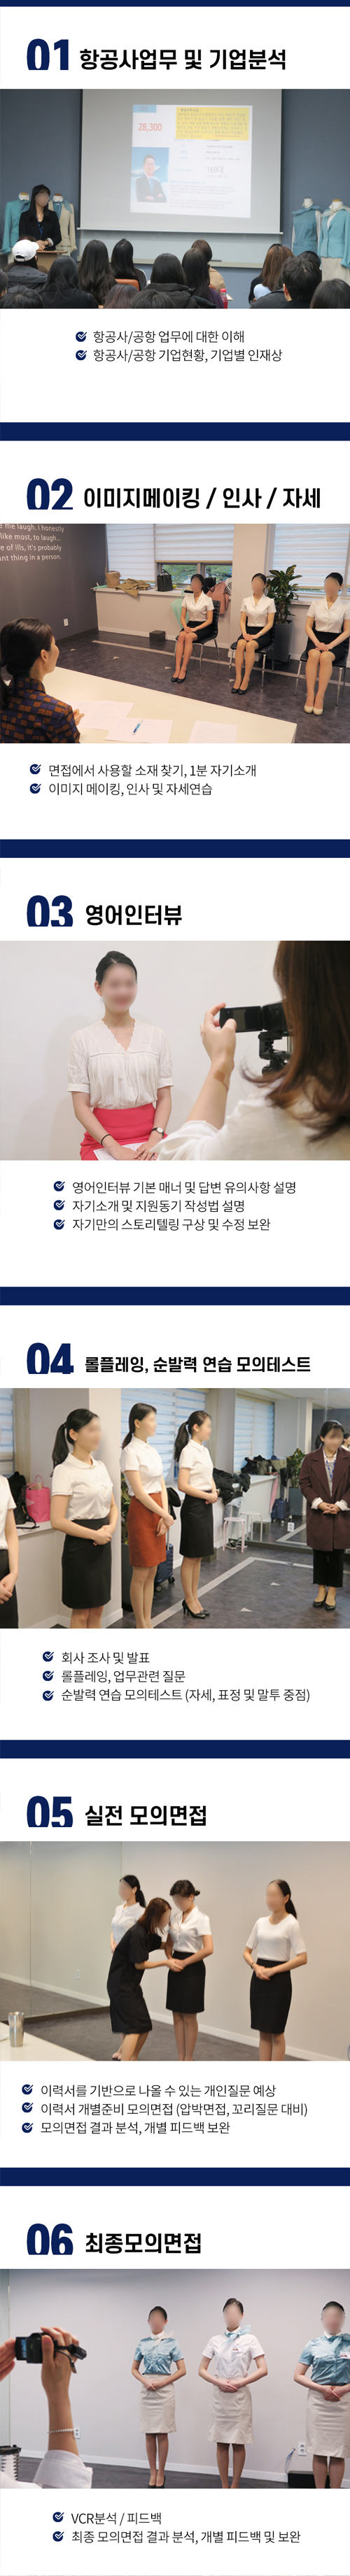 01 항공사업무 및 기업분석
28,300
항공사/공항 업무에 대한 이해
항공사/공항 기업현황, 기업별 인재상
02 이미지메이킹 / 인사 / 자세
me laugh. I honestly
like most, to laugh...
e of ills, it's probably
nt thing in a person.
면접에서 사용할 소재 찾기, 1분 자기소개
이미지 메이킹, 인사 및 자세연습
03 영어인터뷰
영어인터뷰 기본 매너 및 답변 유의사항 설명
자기소개 및 지원동기 작성법 설명
자기만의 스토리텔링 구상 및 수정 보완
04 롤플레잉, 순발력 연습 모의테스트
회사 조사 및 발표
롤플레잉, 업무관련 질문
순발력 연습 모의테스트 (자세, 표정 및 말투 중점)
05 실전 모의면접
이력서를 기반으로 나올 수 있는 개인질문 예상
이력서 개별준비 모의면접 (압박면접, 꼬리질문 대비)
모의면접 결과 분석, 개별 피드백 보완
06 최종모의면접
VCR분석 / 피드백
최종 모의면접 결과 분석, 개별 피드백 및 보완